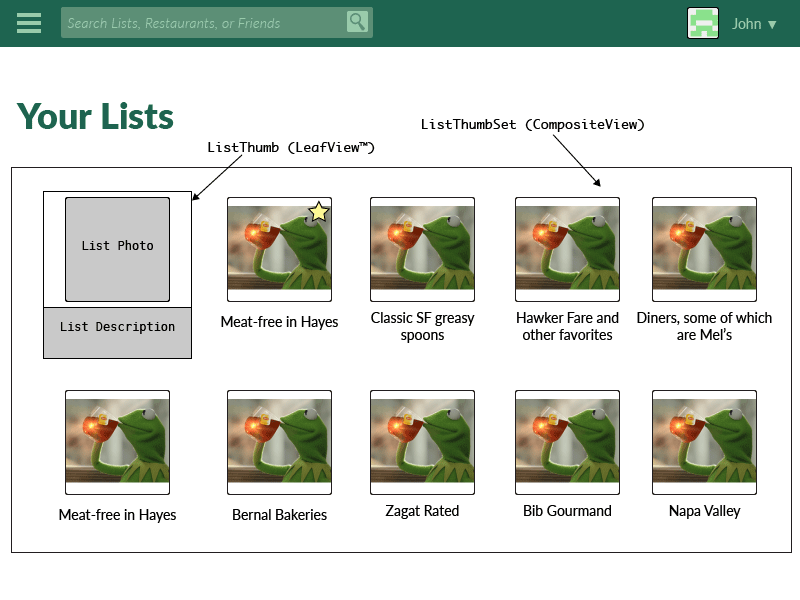 Search Lists, Restaurants, or Friends
John ▼
Your Lists
ListThumbSet (CompositeView)
ListThumb (LeafView™)
List Photo
List Description
Meat-free in Hayes
Classic SF greasy
spoons
Hawker Fare and
other favorites
Diners, some of which
are Mel’s
Meat-free in Hayes
Bernal Bakeries
Zagat Rated
Bib Gourmand
Napa Valley